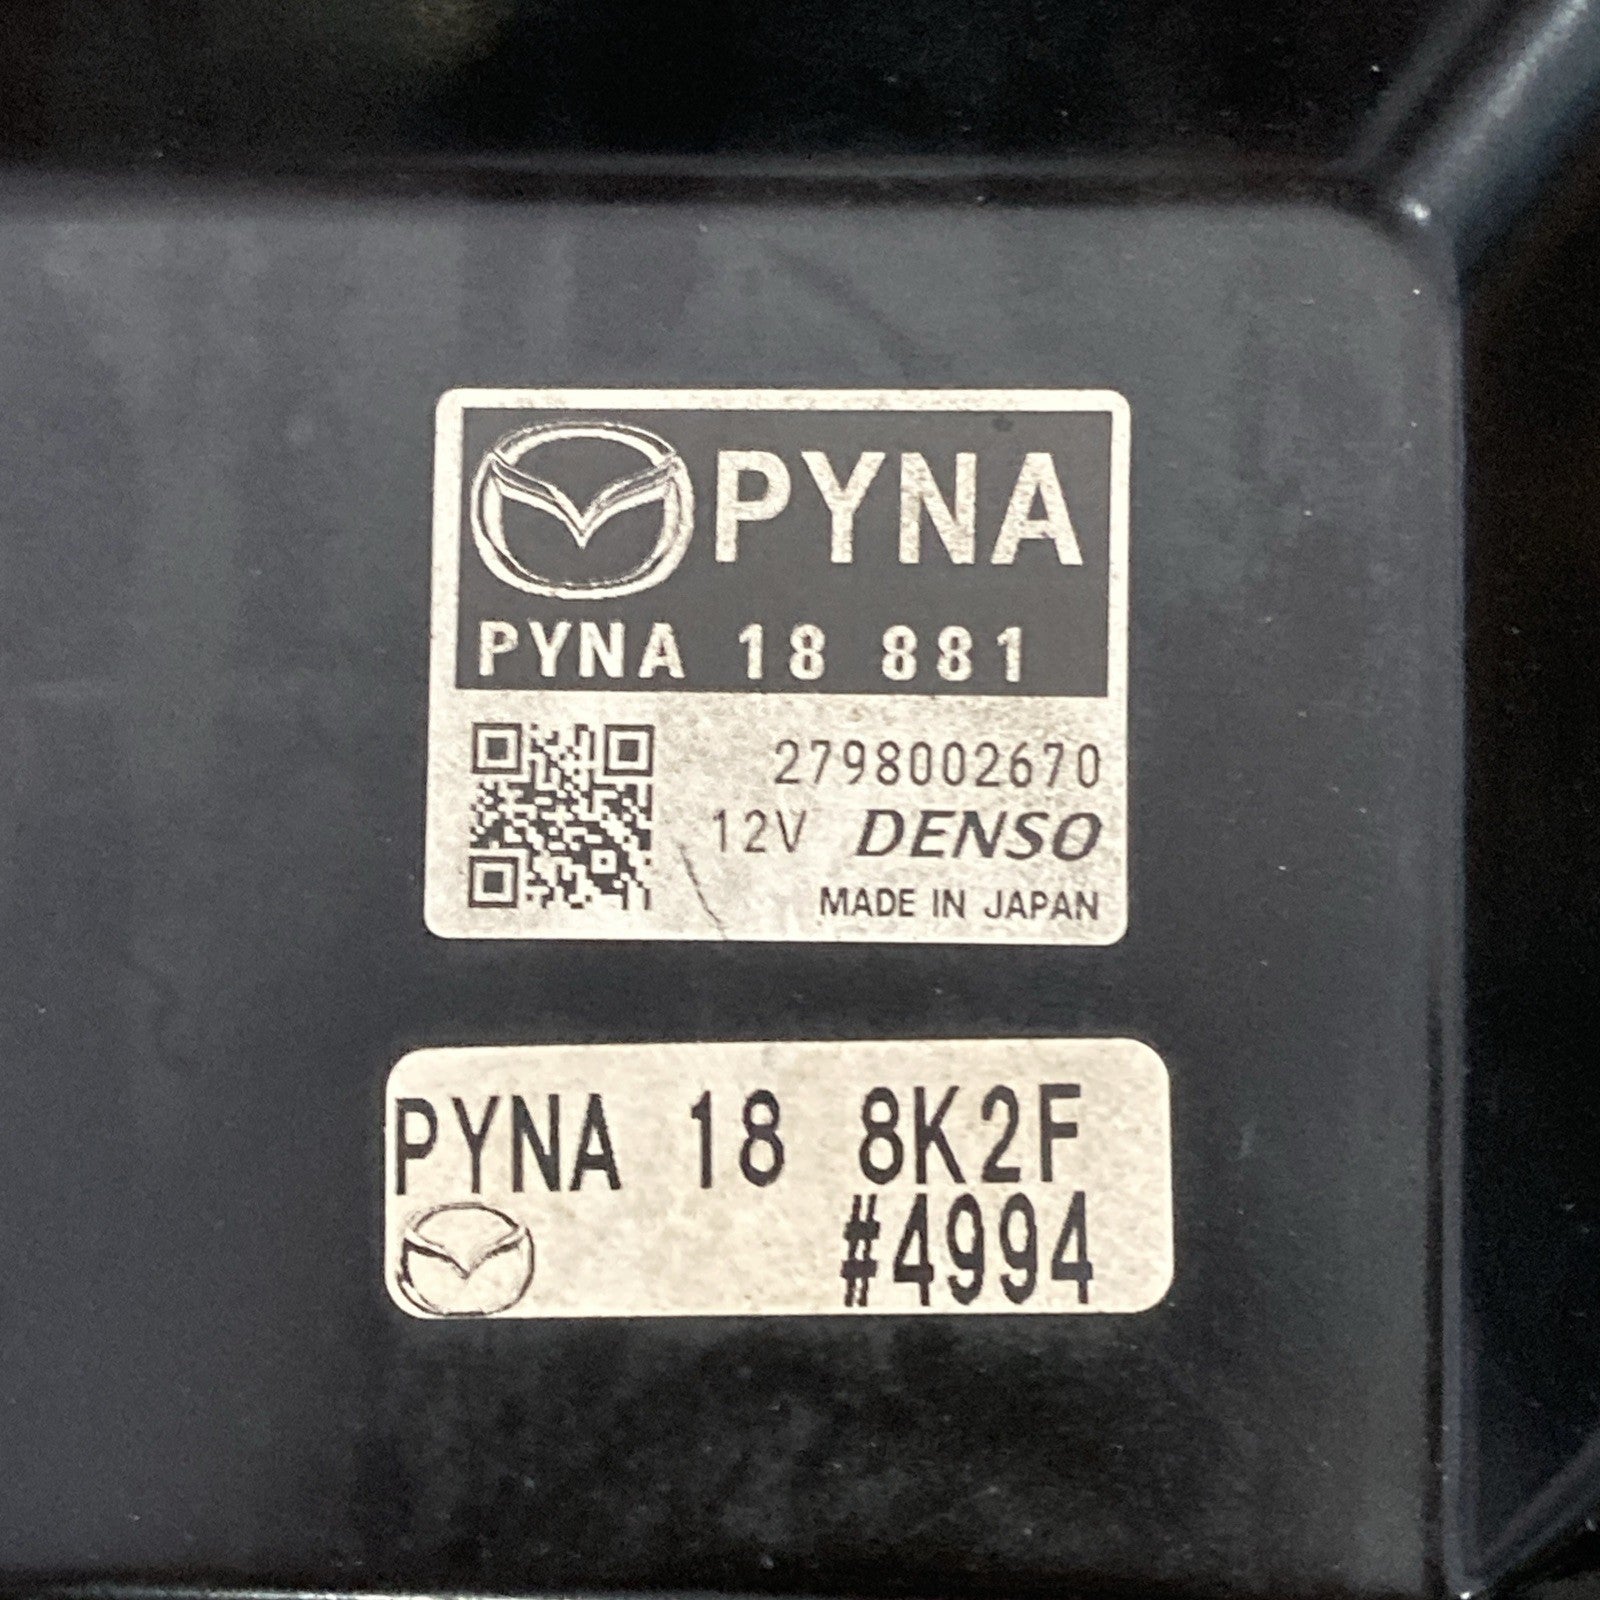 PYNA
PYNA 18 881
2798002670
12V DENSO
MADE IN JAPAN
PYNA 18 8K2F
#4994